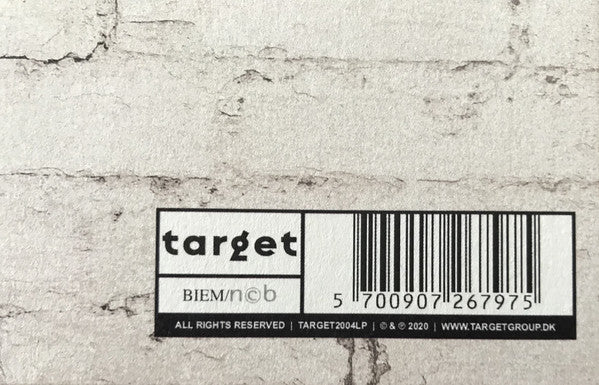 target
BIEM/n©b
5 700907 267975
ALL RIGHTS RESERVED | TARGET2004LP | © & ℗ 2020 | WWW.TARGETGROUP.DK